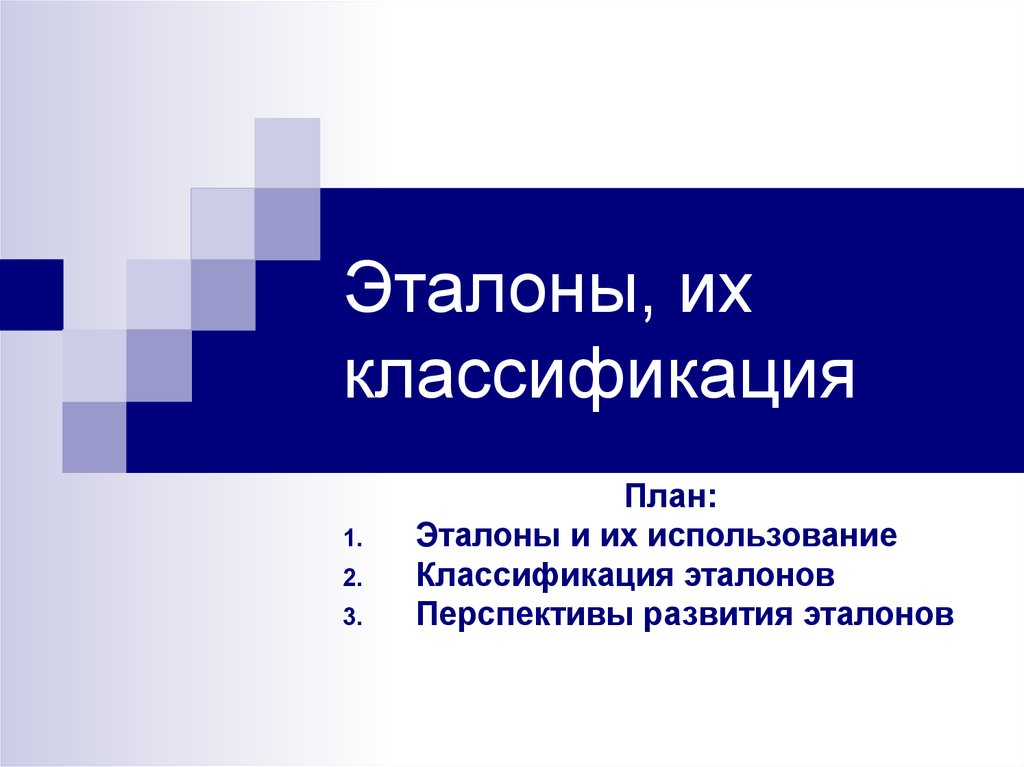 Эталоны, их
классификация
План:
1. Эталоны и их использование
2. Классификация эталонов
3. Перспективы развития эталонов